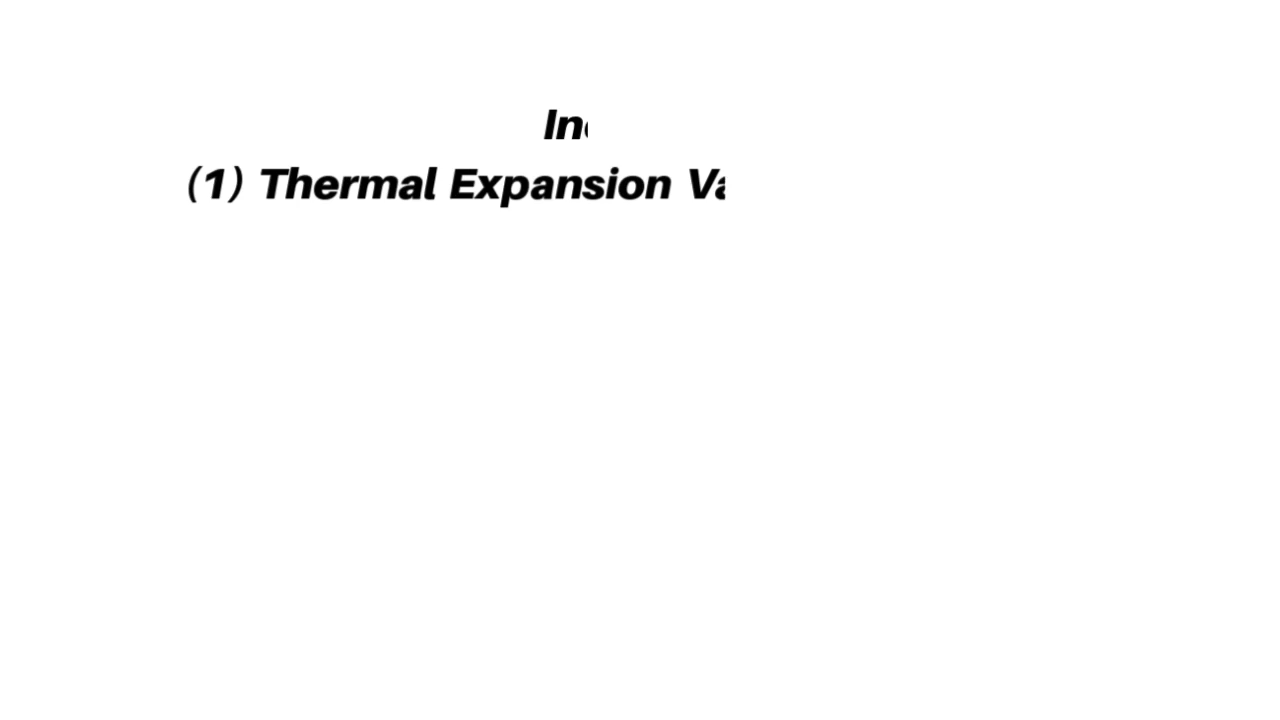 In
(1) Thermal Expansion Va